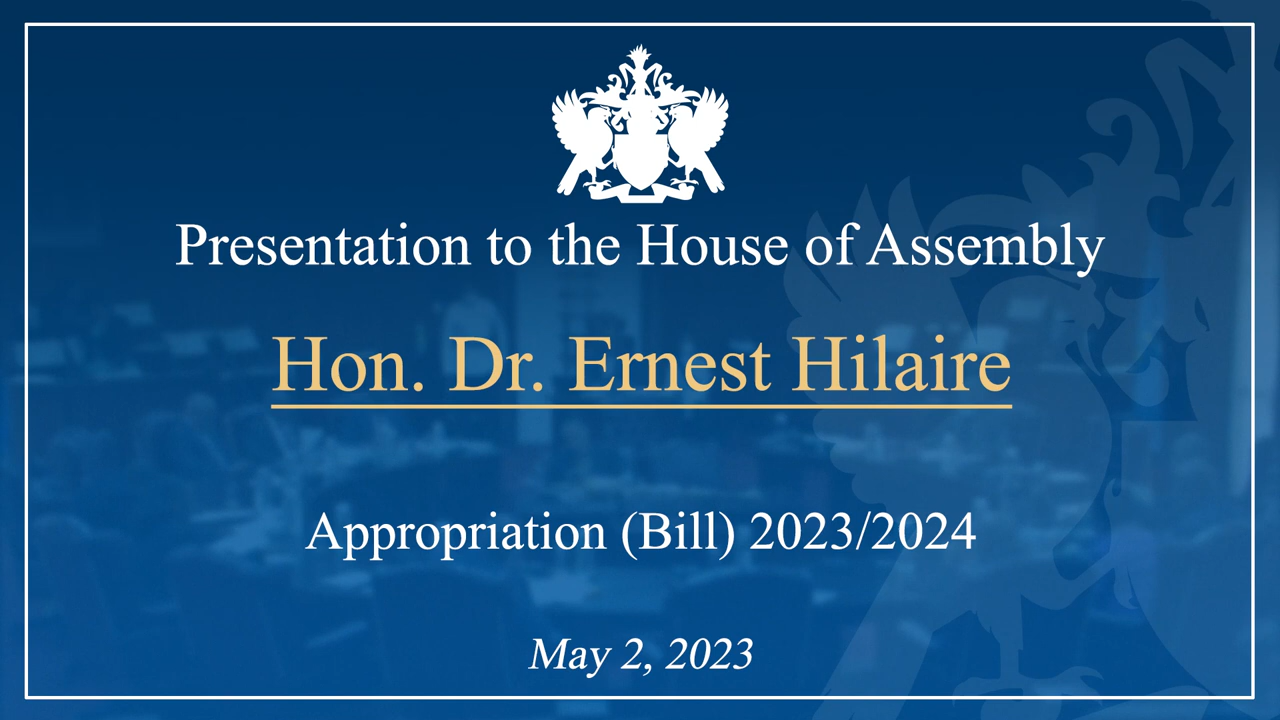 Presentation to the House of Assembly
Hon. Dr. Ernest Hilaire
Appropriation (Bill) 2023/2024
May 2, 2023